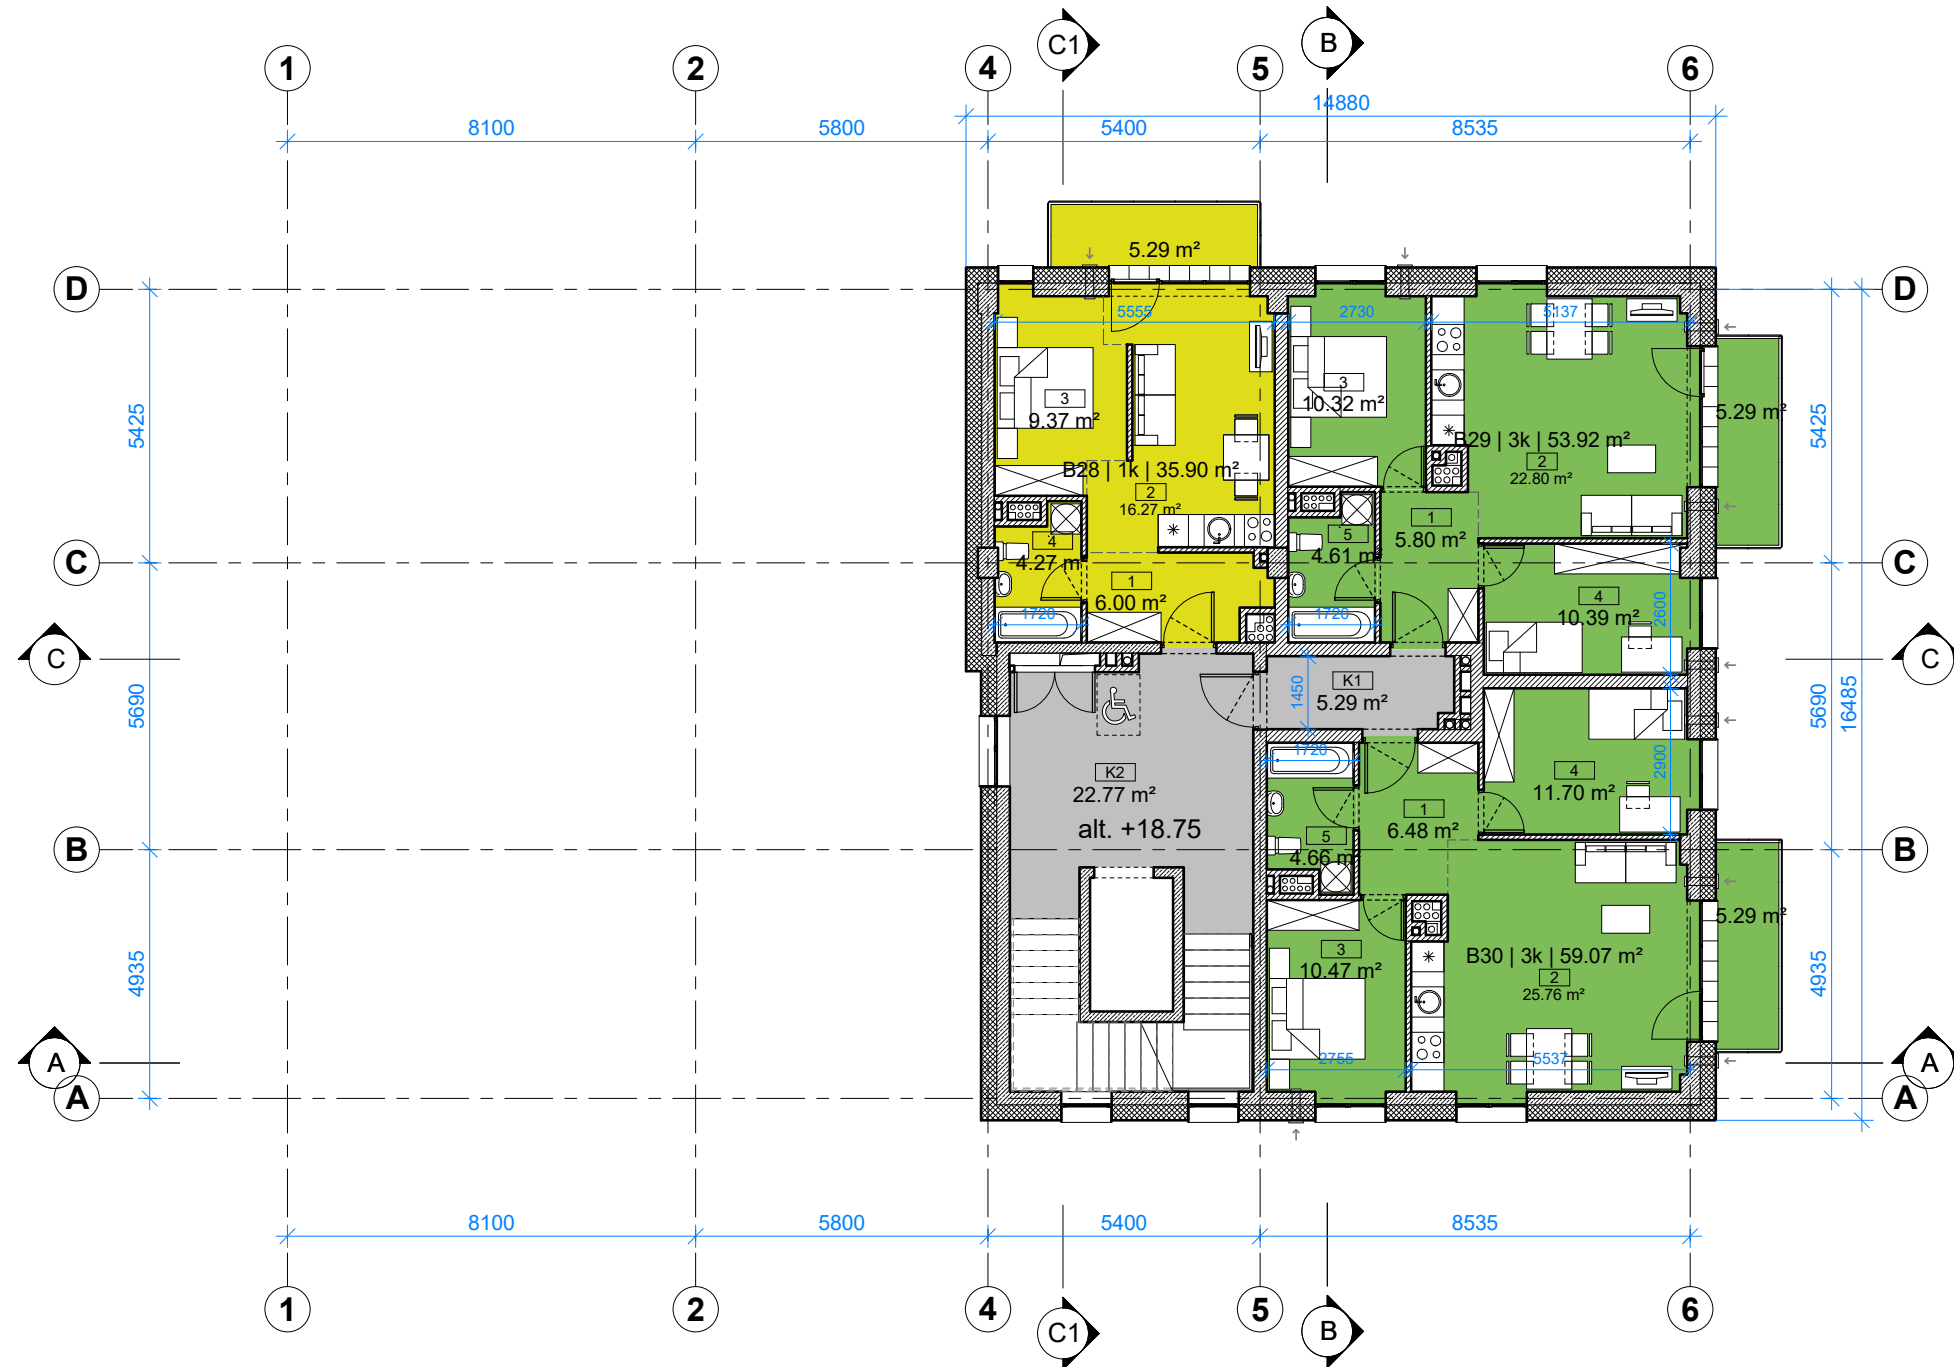 C1
B
1
2
4
5
6
14880
8100
5800
5400
8535
5.29 m²
D
D
5555
2730
5137
3
9.37 m²
3
10.32 m²
5.29 m²
5425
5425
B28 | 1k | 35.90 m²
2
16.27 m²
B29 | 3k | 53.92 m²
2
22.80 m²
4
4.27 m²
1
6.00 m²
5
4.61 m²
1
5.80 m²
C
C
4
10.39 m²
2600
1720
1720
C
C
K1
5.29 m²
1450
5690
5690
16485
1720
K2
22.77 m²
alt. +18.75
4
11.70 m²
2900
1
6.48 m²
5
4.66 m²
B
B
5.29 m²
3
10.47 m²
B30 | 3k | 59.07 m²
2
25.76 m²
4935
4935
2755
5537
A
A
A
A
8100
5800
5400
8535
1
2
4
5
6
C1
B